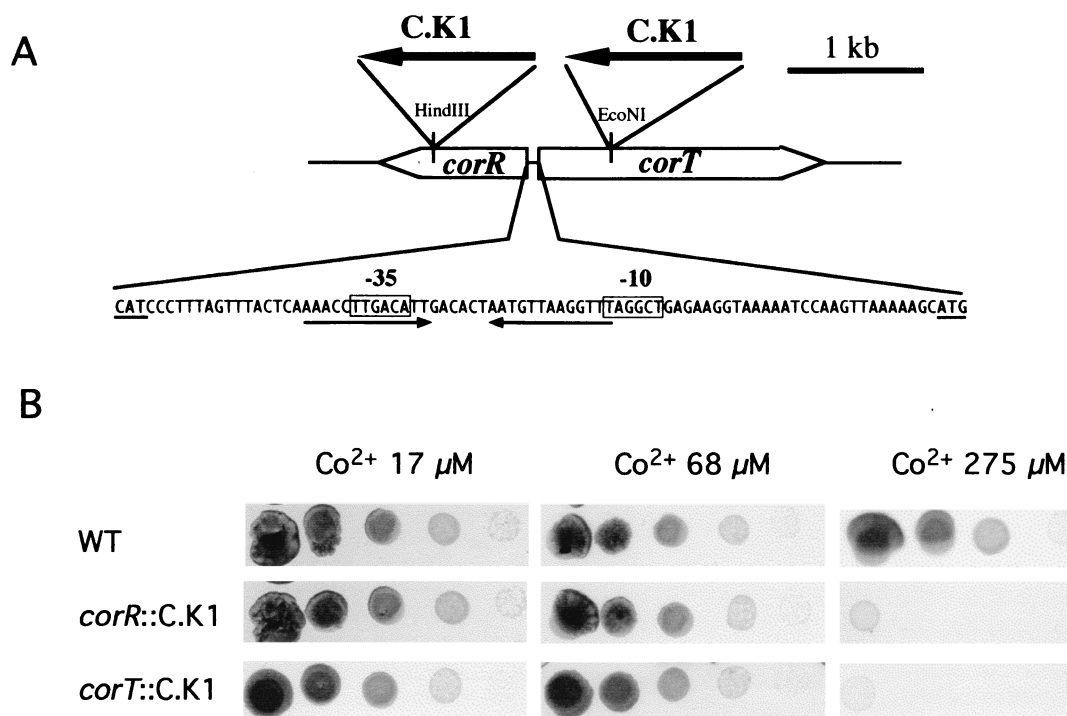 A
C.K1 C.K1 1 kb
HindIII EcoNI
corR corT
-35 -10
CATCCCTTTAGTTTACTCAAAACCTTGACATTGACACTAATGTTAAGGTTTAGGCTGAGAAGGTAAAAATCCAAGTTAAAAAGCATG
B
Co²⁺ 17 µM Co²⁺ 68 µM Co²⁺ 275 µM
WT
corR::C.K1
corT::C.K1